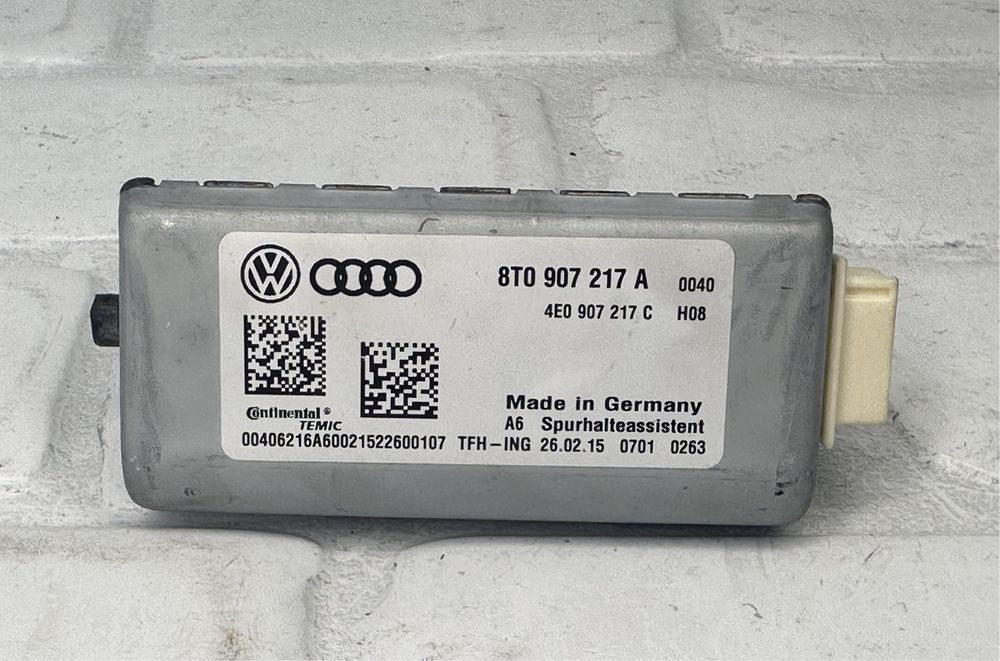 8T0 907 217 A 0040
4E0 907 217 C H08
Continental®
TEMIC
Made in Germany
A6 Spurhalteassistent
00406216A60021522600107 TFH-ING 26.02.15 0701 0263